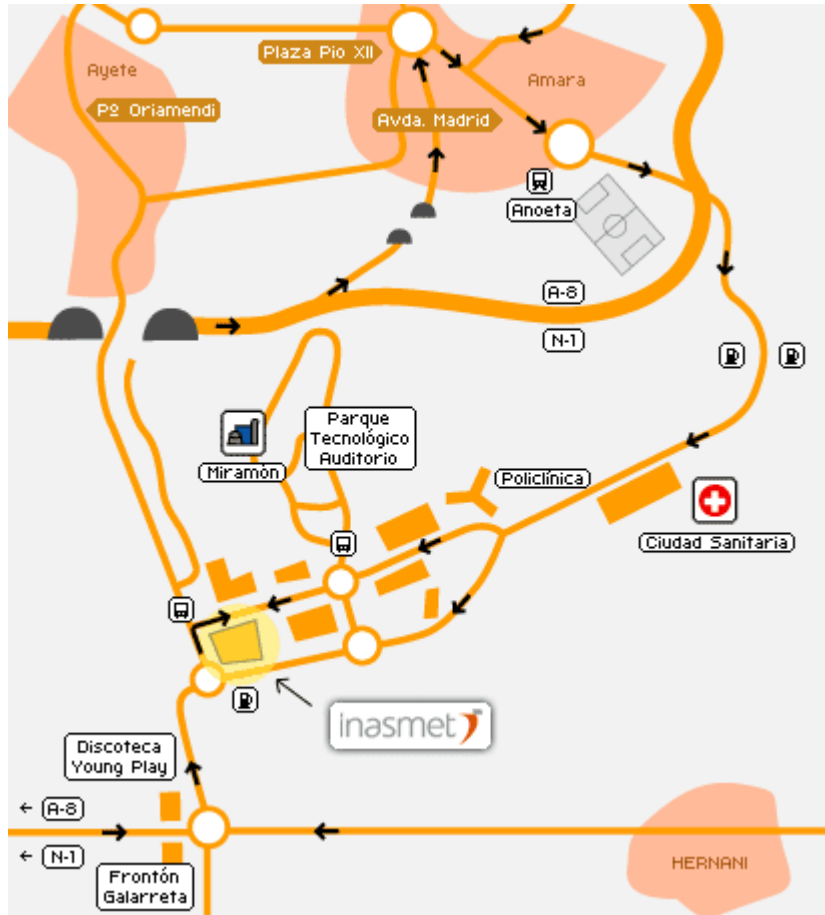 Plaza Pio XII
Ayete
Amara
Pº Oriamendi
Avda. Madrid
Anoeta
A-8
N-1
Parque
Tecnológico
Auditorio
Miramón
Policlínica
Ciudad Sanitaria
inasmet
Discoteca
Young Play
← A-8
← N-1
HERNANI
Frontón
Galarreta